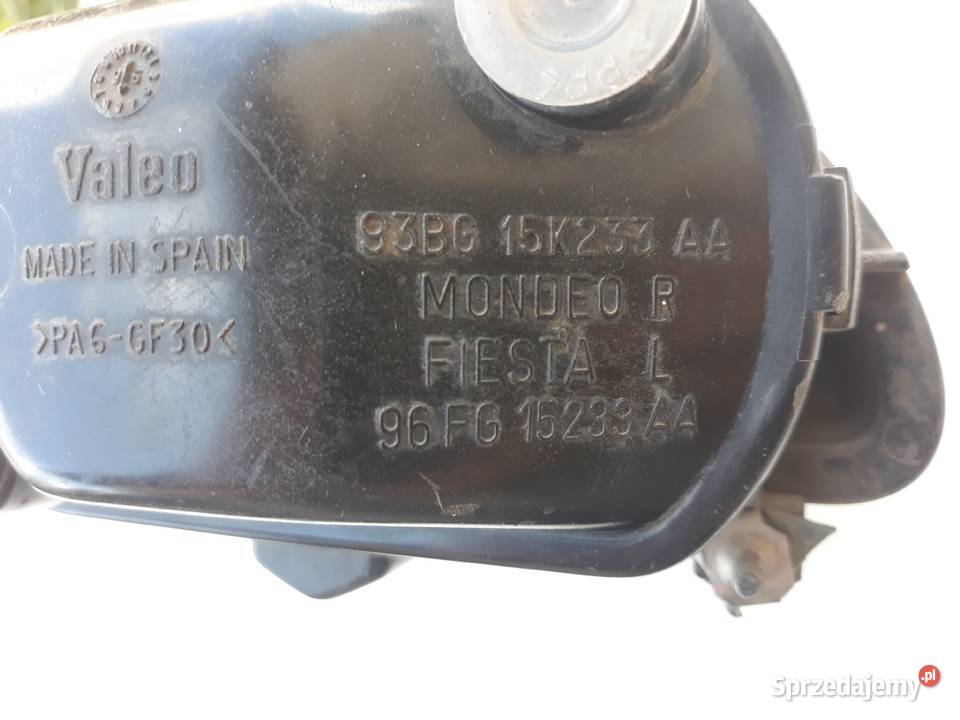 Valeo
MADE IN SPAIN
>PA6-GF30<
93BG 15K233 AA
MONDEO R
FIESTA L
96FG 15233 AA
Sprzedajemy.pl